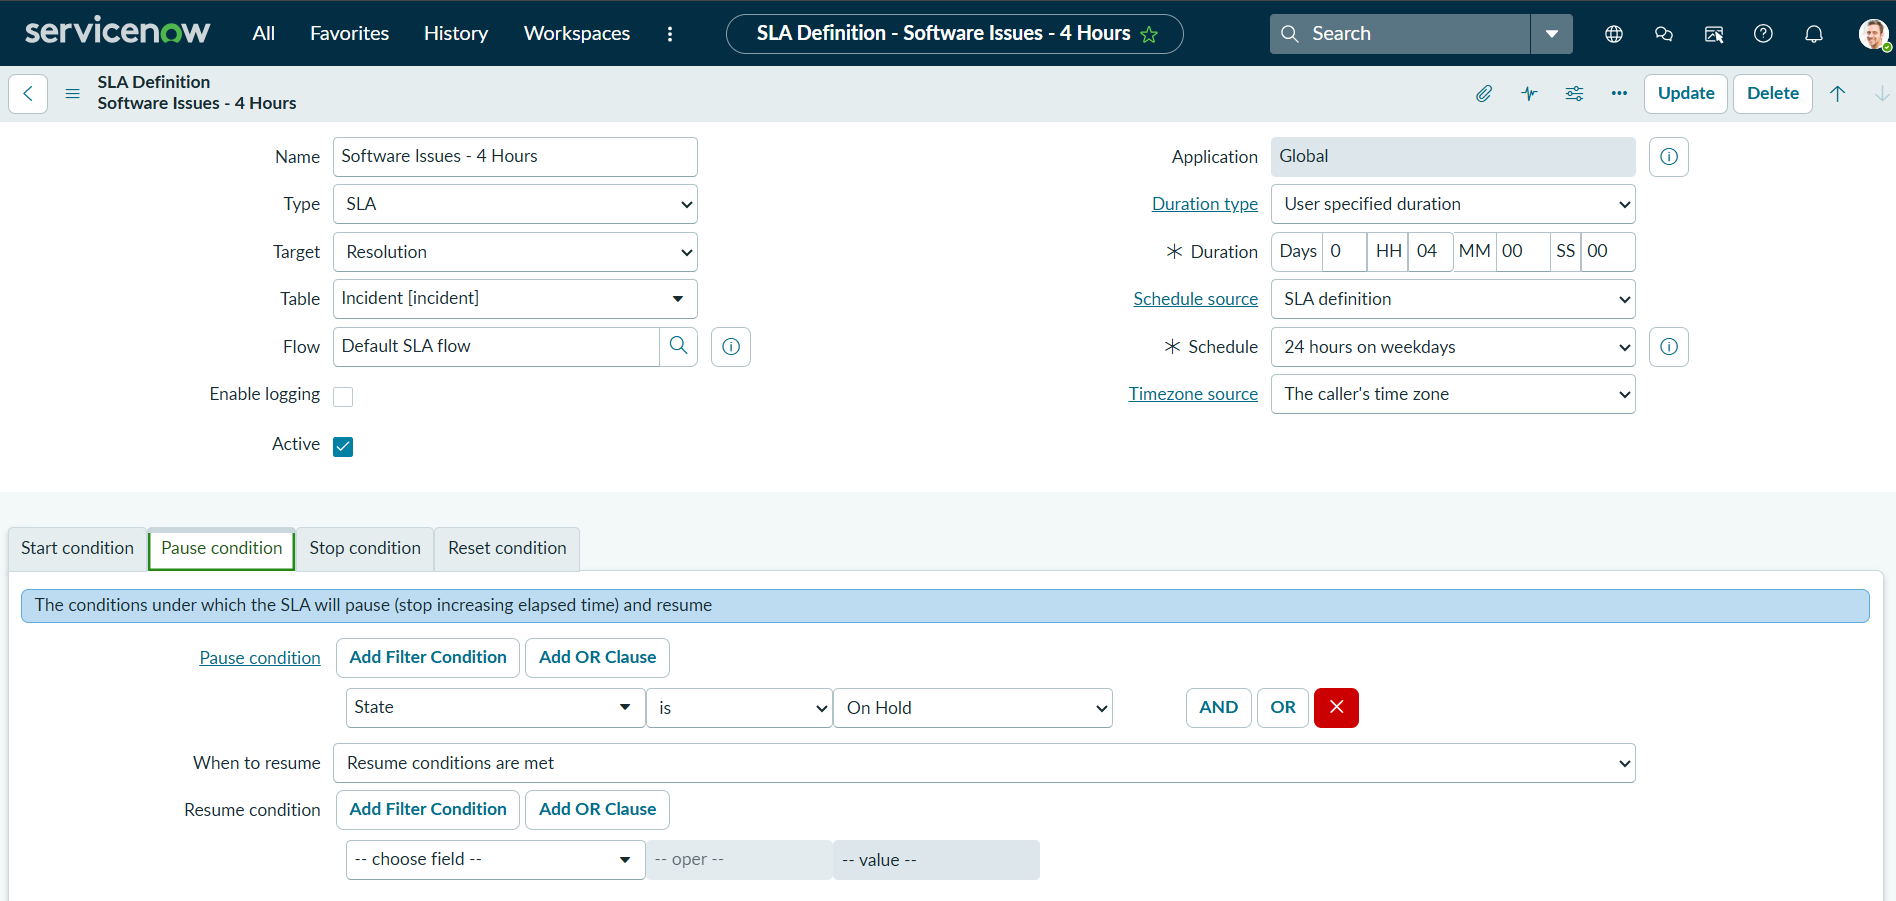 servicenow All Favorites History Workspaces SLA Definition - Software Issues - 4 Hours Search
SLA Definition
Software Issues - 4 Hours
Update Delete
Name Software Issues - 4 Hours
Application Global
Type SLA
Duration type User specified duration
Target Resolution
Duration Days 0 HH 04 MM 00 SS 00
Table Incident [incident]
Schedule source SLA definition
Flow Default SLA flow
Schedule 24 hours on weekdays
Enable logging
Timezone source The caller's time zone
Active
Start condition Pause condition Stop condition Reset condition
The conditions under which the SLA will pause (stop increasing elapsed time) and resume
Pause condition Add Filter Condition Add OR Clause
State is On Hold AND OR
When to resume Resume conditions are met
Resume condition Add Filter Condition Add OR Clause
-- choose field -- -- oper -- -- value --